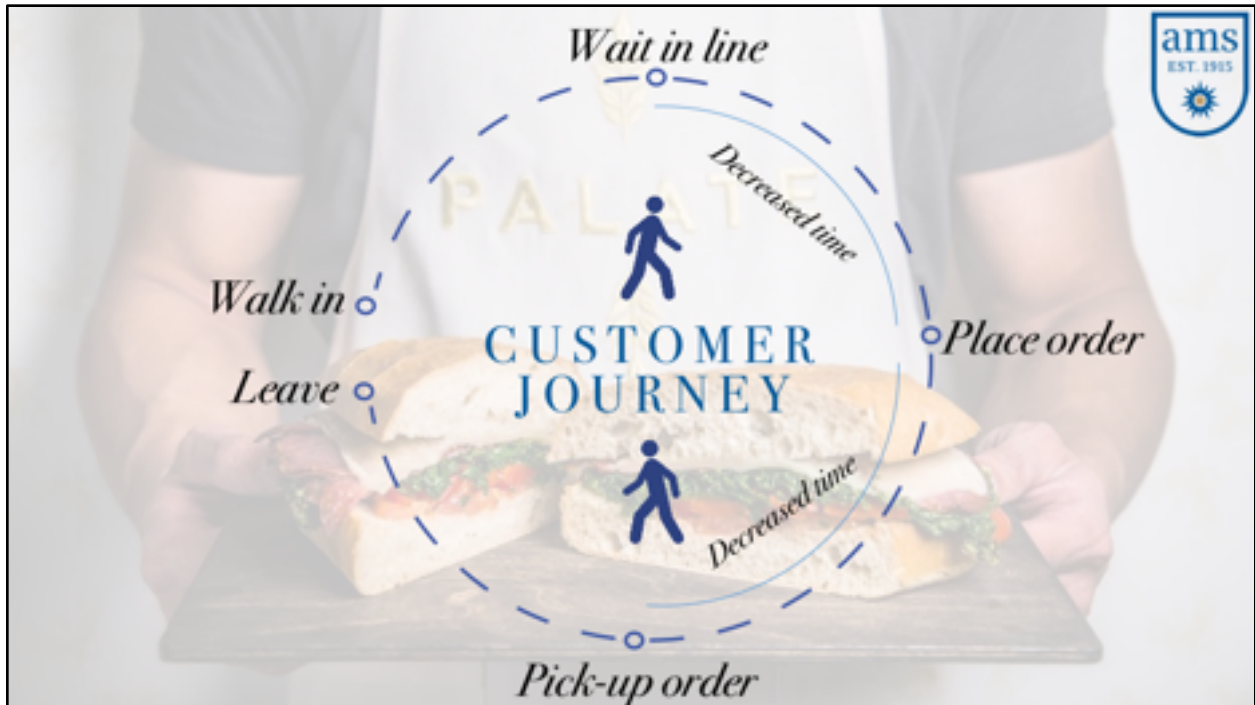 Wait in line
ams
EST. 1915
Decreased time
PALATE
Walk in
CUSTOMER
JOURNEY
Place order
Leave
Decreased time
Pick-up order